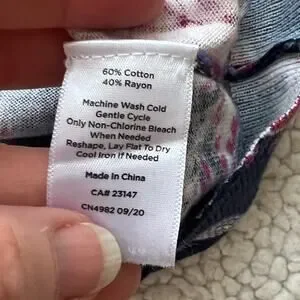 60% Cotton
40% Rayon
Machine Wash Cold
Gentle Cycle
Only Non-Chlorine Bleach
When Needed
Reshape, Lay Flat To Dry
Cool Iron if Needed
Made In China
CA# 23147
CN4982 09/20